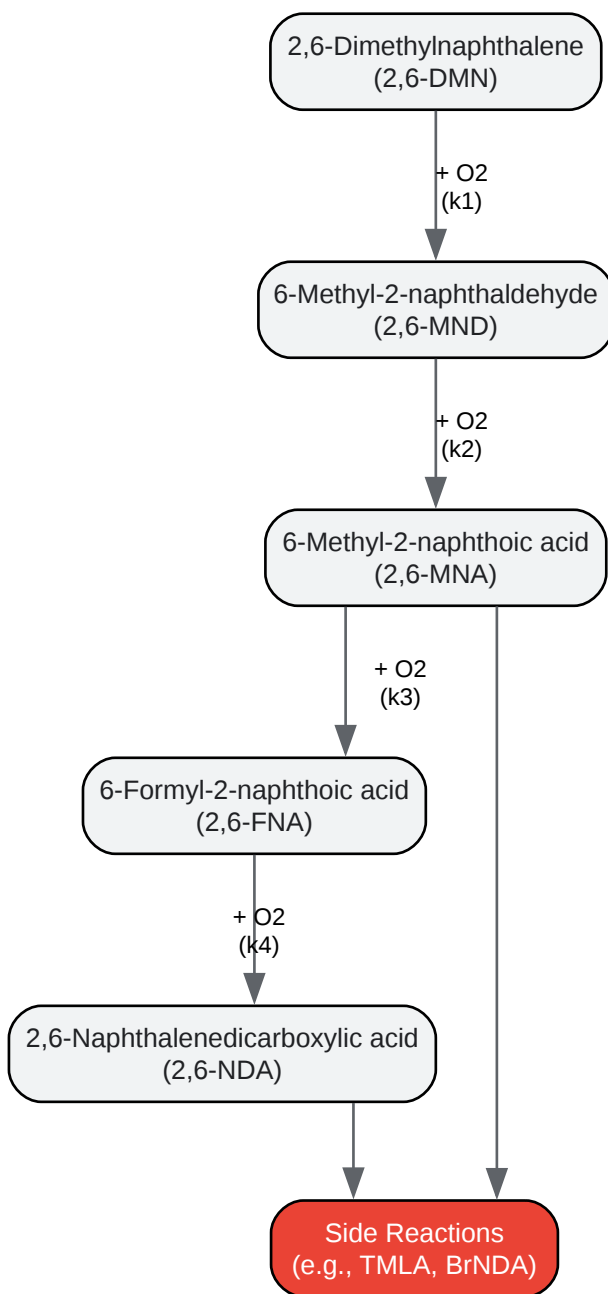 2,6-Dimethylnaphthalene
(2,6-DMN)
+ O2
(k1)
6-Methyl-2-naphthaldehyde
(2,6-MND)
+ O2
(k2)
6-Methyl-2-naphthoic acid
(2,6-MNA)
+ O2
(k3)
6-Formyl-2-naphthoic acid
(2,6-FNA)
+ O2
(k4)
2,6-Naphthalenedicarboxylic acid
(2,6-NDA)
Side Reactions
(e.g., TMLA, BrNDA)